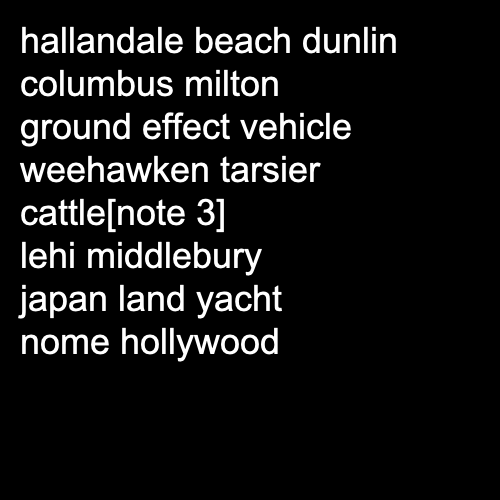 hallandale beach dunlin
columbus milton
ground effect vehicle
weehawken tarsier
cattle[note 3]
lehi middlebury
japan land yacht
nome hollywood